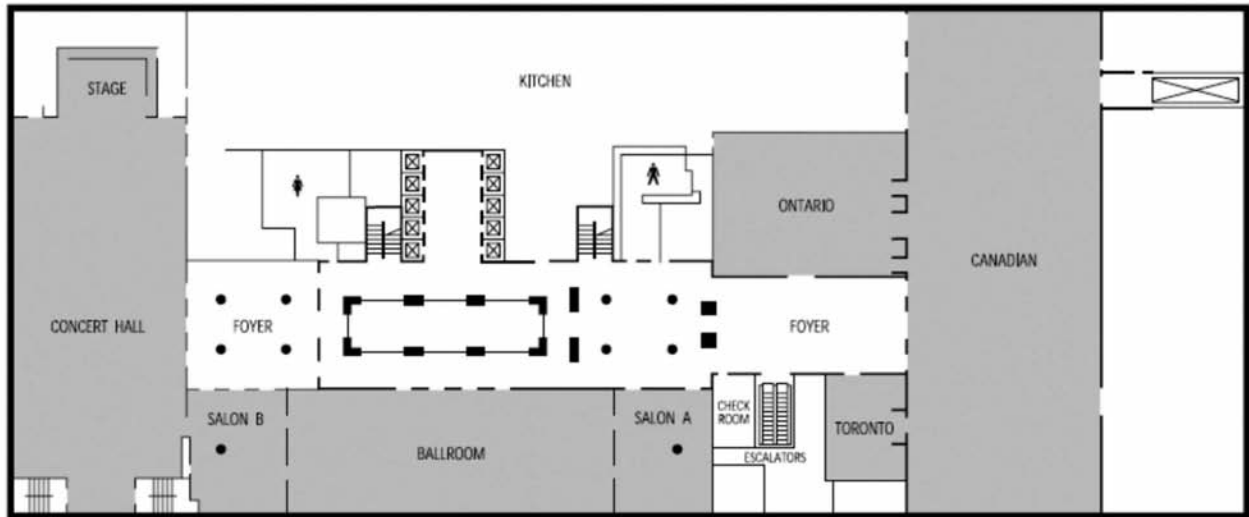 STAGE
KITCHEN
ONTARIO
CANADIAN
CONCERT HALL
FOYER
FOYER
SALON B
BALLROOM
SALON A
CHECK
ROOM
TORONTO
ESCALATORS